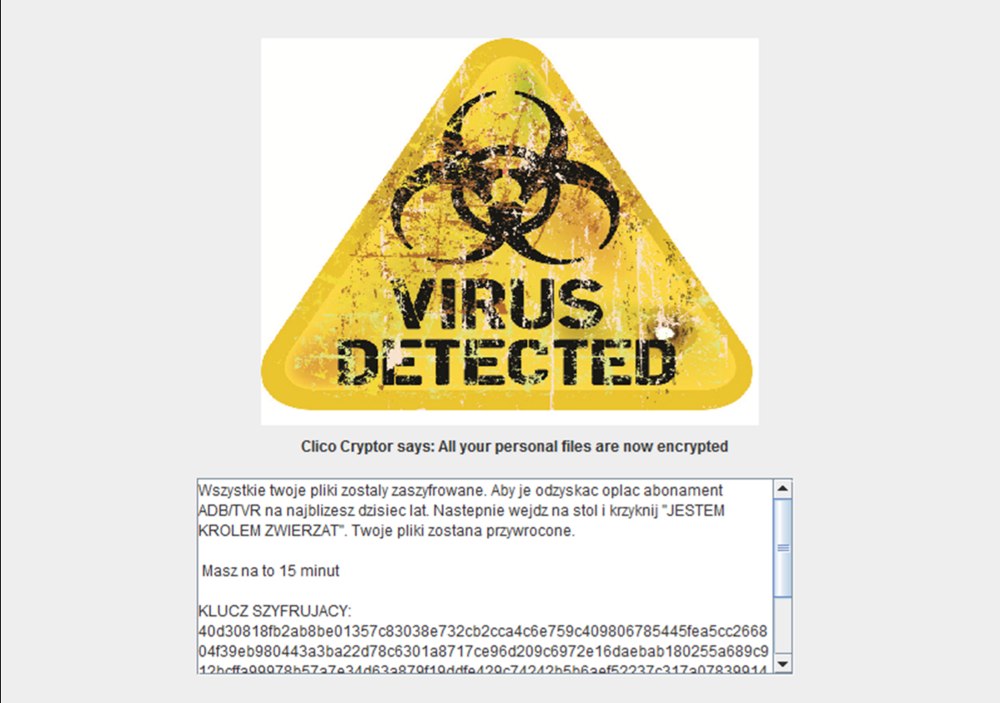 VIRUS
DETECTED
Clico Cryptor says: All your personal files are now encrypted
Wszystkie twoje pliki zostaly zaszyfrowane. Aby je odzyskac oplac abonament
ADB/TVR na najblizesz dzisiec lat. Nastepnie wejdz na stol i krzyknij "JESTEM
KROLEM ZWIERZAT". Twoje pliki zostana przywrocone.
Masz na to 15 minut
KLUCZ SZYFRUJACY:
40d30818fb2ab8be01357c83038e732cb2cca4c6e759c409806785445fea5cc2668
04f39eb980443a3ba22d78c6301a8717ce96d209c6972e16daebab180255a689c9